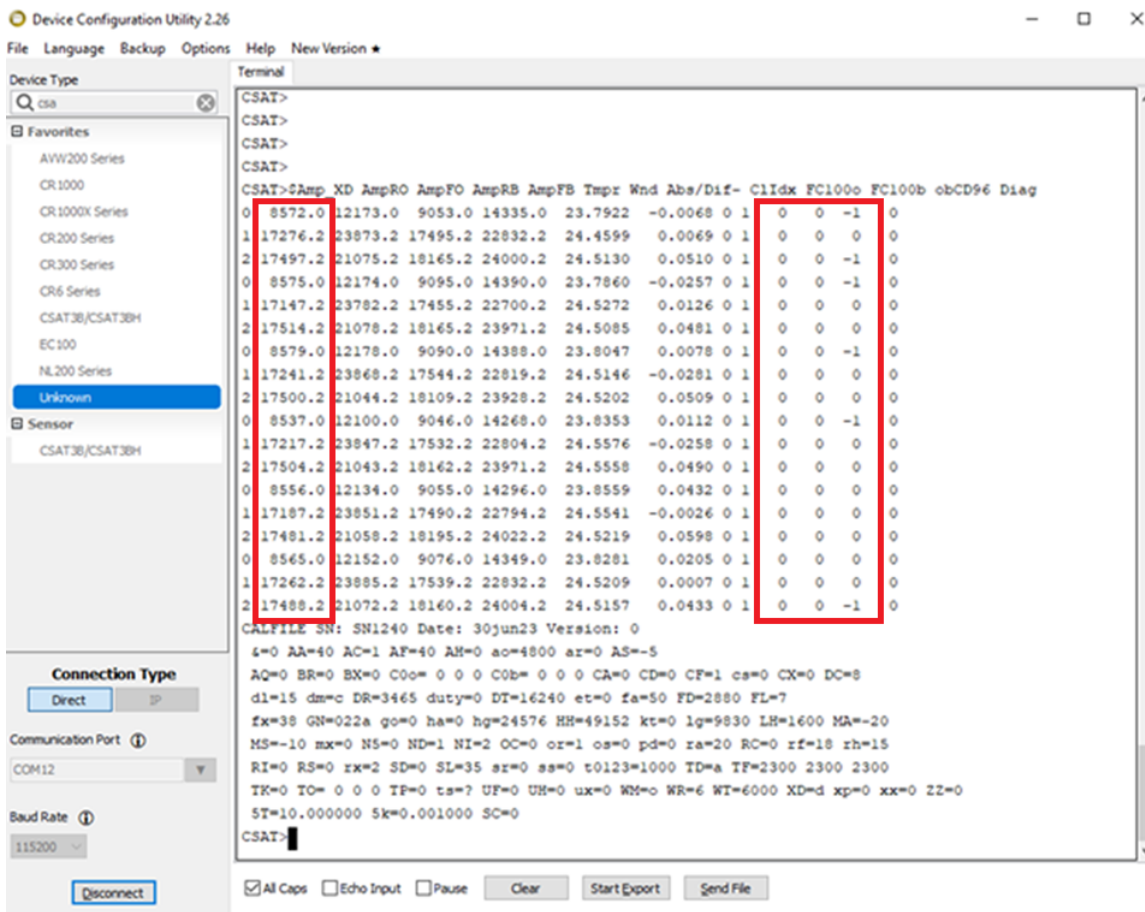 Device Configuration Utility 2.26
File Language Backup Options Help New Version ★
Device Type
csa
Favorites
AVW200 Series
CR1000
CR1000X Series
CR200 Series
CR300 Series
CR6 Series
CSAT3B/CSAT3BH
EC100
NL200 Series
Unknown
Sensor
CSAT3B/CSAT3BH
Connection Type
Direct IP
Communication Port
COM12
Baud Rate
115200
Disconnect
Terminal
CSAT>
CSAT>
CSAT>
CSAT>
CSAT>$Amp_XD AmpRO AmpFO AmpRB AmpFB Tmpr Wnd Abs/Dif- ClIdx FC100o FC100b obCD96 Diag
0 8572.0 12173.0 9053.0 14335.0 23.7922 -0.0068 0 1 0 0 -1 0
1 17276.2 23873.2 17495.2 22832.2 24.4599 0.0069 0 1 0 0 0 0
2 17497.2 21075.2 18165.2 24000.2 24.5130 0.0510 0 1 0 0 -1 0
0 8575.0 12174.0 9095.0 14390.0 23.7860 -0.0257 0 1 0 0 -1 0
1 17147.2 23782.2 17455.2 22700.2 24.5272 0.0126 0 1 0 0 0 0
2 17514.2 21078.2 18165.2 23971.2 24.5085 0.0481 0 1 0 0 0 0
0 8579.0 12178.0 9090.0 14388.0 23.8047 0.0078 0 1 0 0 -1 0
1 17241.2 23868.2 17544.2 22819.2 24.5146 -0.0281 0 1 0 0 0 0
2 17500.2 21044.2 18109.2 23928.2 24.5202 0.0509 0 1 0 0 0 0
0 8537.0 12100.0 9046.0 14268.0 23.8353 0.0112 0 1 0 0 -1 0
1 17217.2 23847.2 17532.2 22804.2 24.5576 -0.0258 0 1 0 0 0 0
2 17504.2 21043.2 18162.2 23971.2 24.5558 0.0490 0 1 0 0 0 0
0 8556.0 12134.0 9055.0 14296.0 23.8559 0.0432 0 1 0 0 0 0
1 17187.2 23851.2 17490.2 22794.2 24.5541 -0.0026 0 1 0 0 0 0
2 17481.2 21058.2 18195.2 24022.2 24.5219 0.0598 0 1 0 0 0 0
0 8565.0 12152.0 9076.0 14349.0 23.8281 0.0205 0 1 0 0 0 0
1 17262.2 23885.2 17539.2 22832.2 24.5209 0.0007 0 1 0 0 0 0
2 17488.2 21072.2 18160.2 24004.2 24.5157 0.0433 0 1 0 0 -1 0
CALFILE SN: SN1240 Date: 30jun23 Version: 0
&=0 AA=40 AC=1 AF=40 AH=0 ao=4800 ar=0 AS=-5
AQ=0 BR=0 BX=0 C0o= 0 0 0 C0b= 0 0 0 CA=0 CD=0 CF=1 cs=0 CX=0 DC=8
dl=15 dm=c DR=3465 duty=0 DT=16240 et=0 fa=50 FD=2880 FL=7
fx=38 GN=022a go=0 ha=0 hg=24576 HH=49152 kt=0 lg=9830 LH=1600 MA=-20
MS=-10 mx=0 N5=0 ND=1 NI=2 OC=0 or=1 os=0 pd=0 ra=20 RC=0 rf=18 rh=15
RI=0 RS=0 rx=2 SD=0 SL=35 sr=0 ss=0 t0123=1000 TD=a TF=2300 2300 2300
TK=0 TO= 0 0 0 TP=0 ts=? UF=0 UH=0 ux=0 WM=o WR=6 WT=6000 XD=d xp=0 xx=0 ZZ=0
5T=10.000000 5k=0.001000 SC=0
CSAT>
All Caps Echo Input Pause Clear Start Export Send File